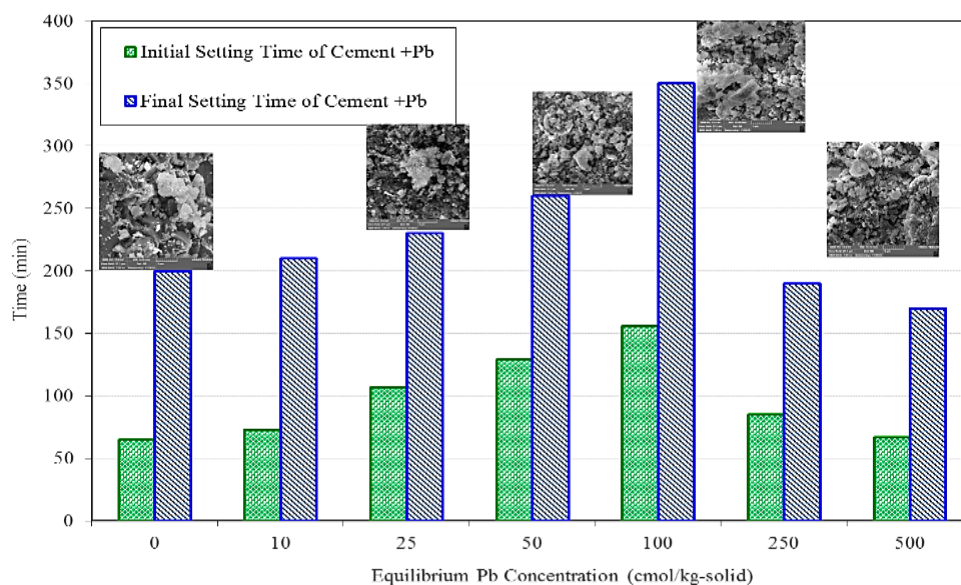 400
350
300
250
200
150
100
50
0
Time (min)
Initial Setting Time of Cement +Pb
Final Setting Time of Cement +Pb
0 10 25 50 100 250 500
Equilibrium Pb Concentration (cmol/kg-solid)